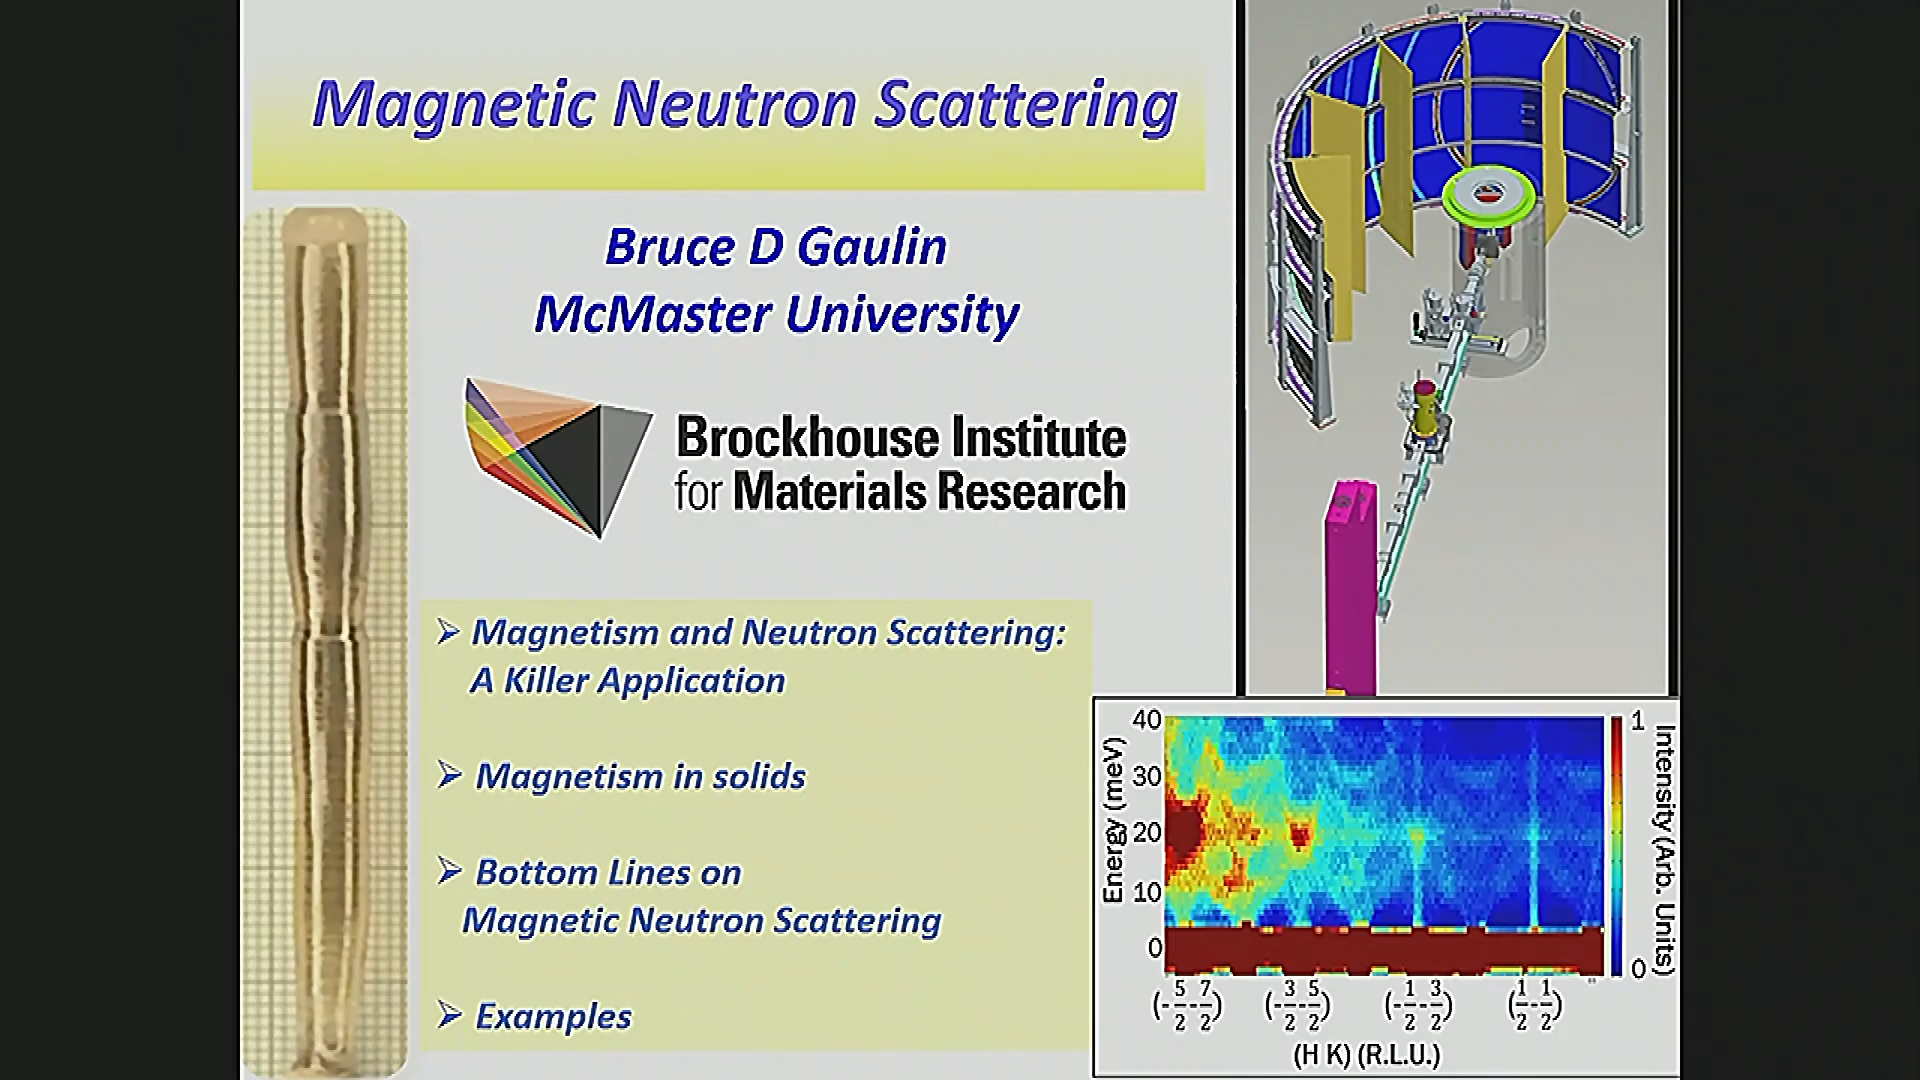 Magnetic Neutron Scattering
Bruce D Gaulin
McMaster University
Brockhouse Institute
for Materials Research
➢ Magnetism and Neutron Scattering:
A Killer Application
➢ Magnetism in solids
➢ Bottom Lines on
Magnetic Neutron Scattering
➢ Examples
Energy (meV)
40
30
20
10
0
1
0
Intensity (Arb. Units)
(-5/2 -7/2) (-3/2 -5/2) (-1/2 -3/2) (1/2 -1/2)
(H K) (R.L.U.)